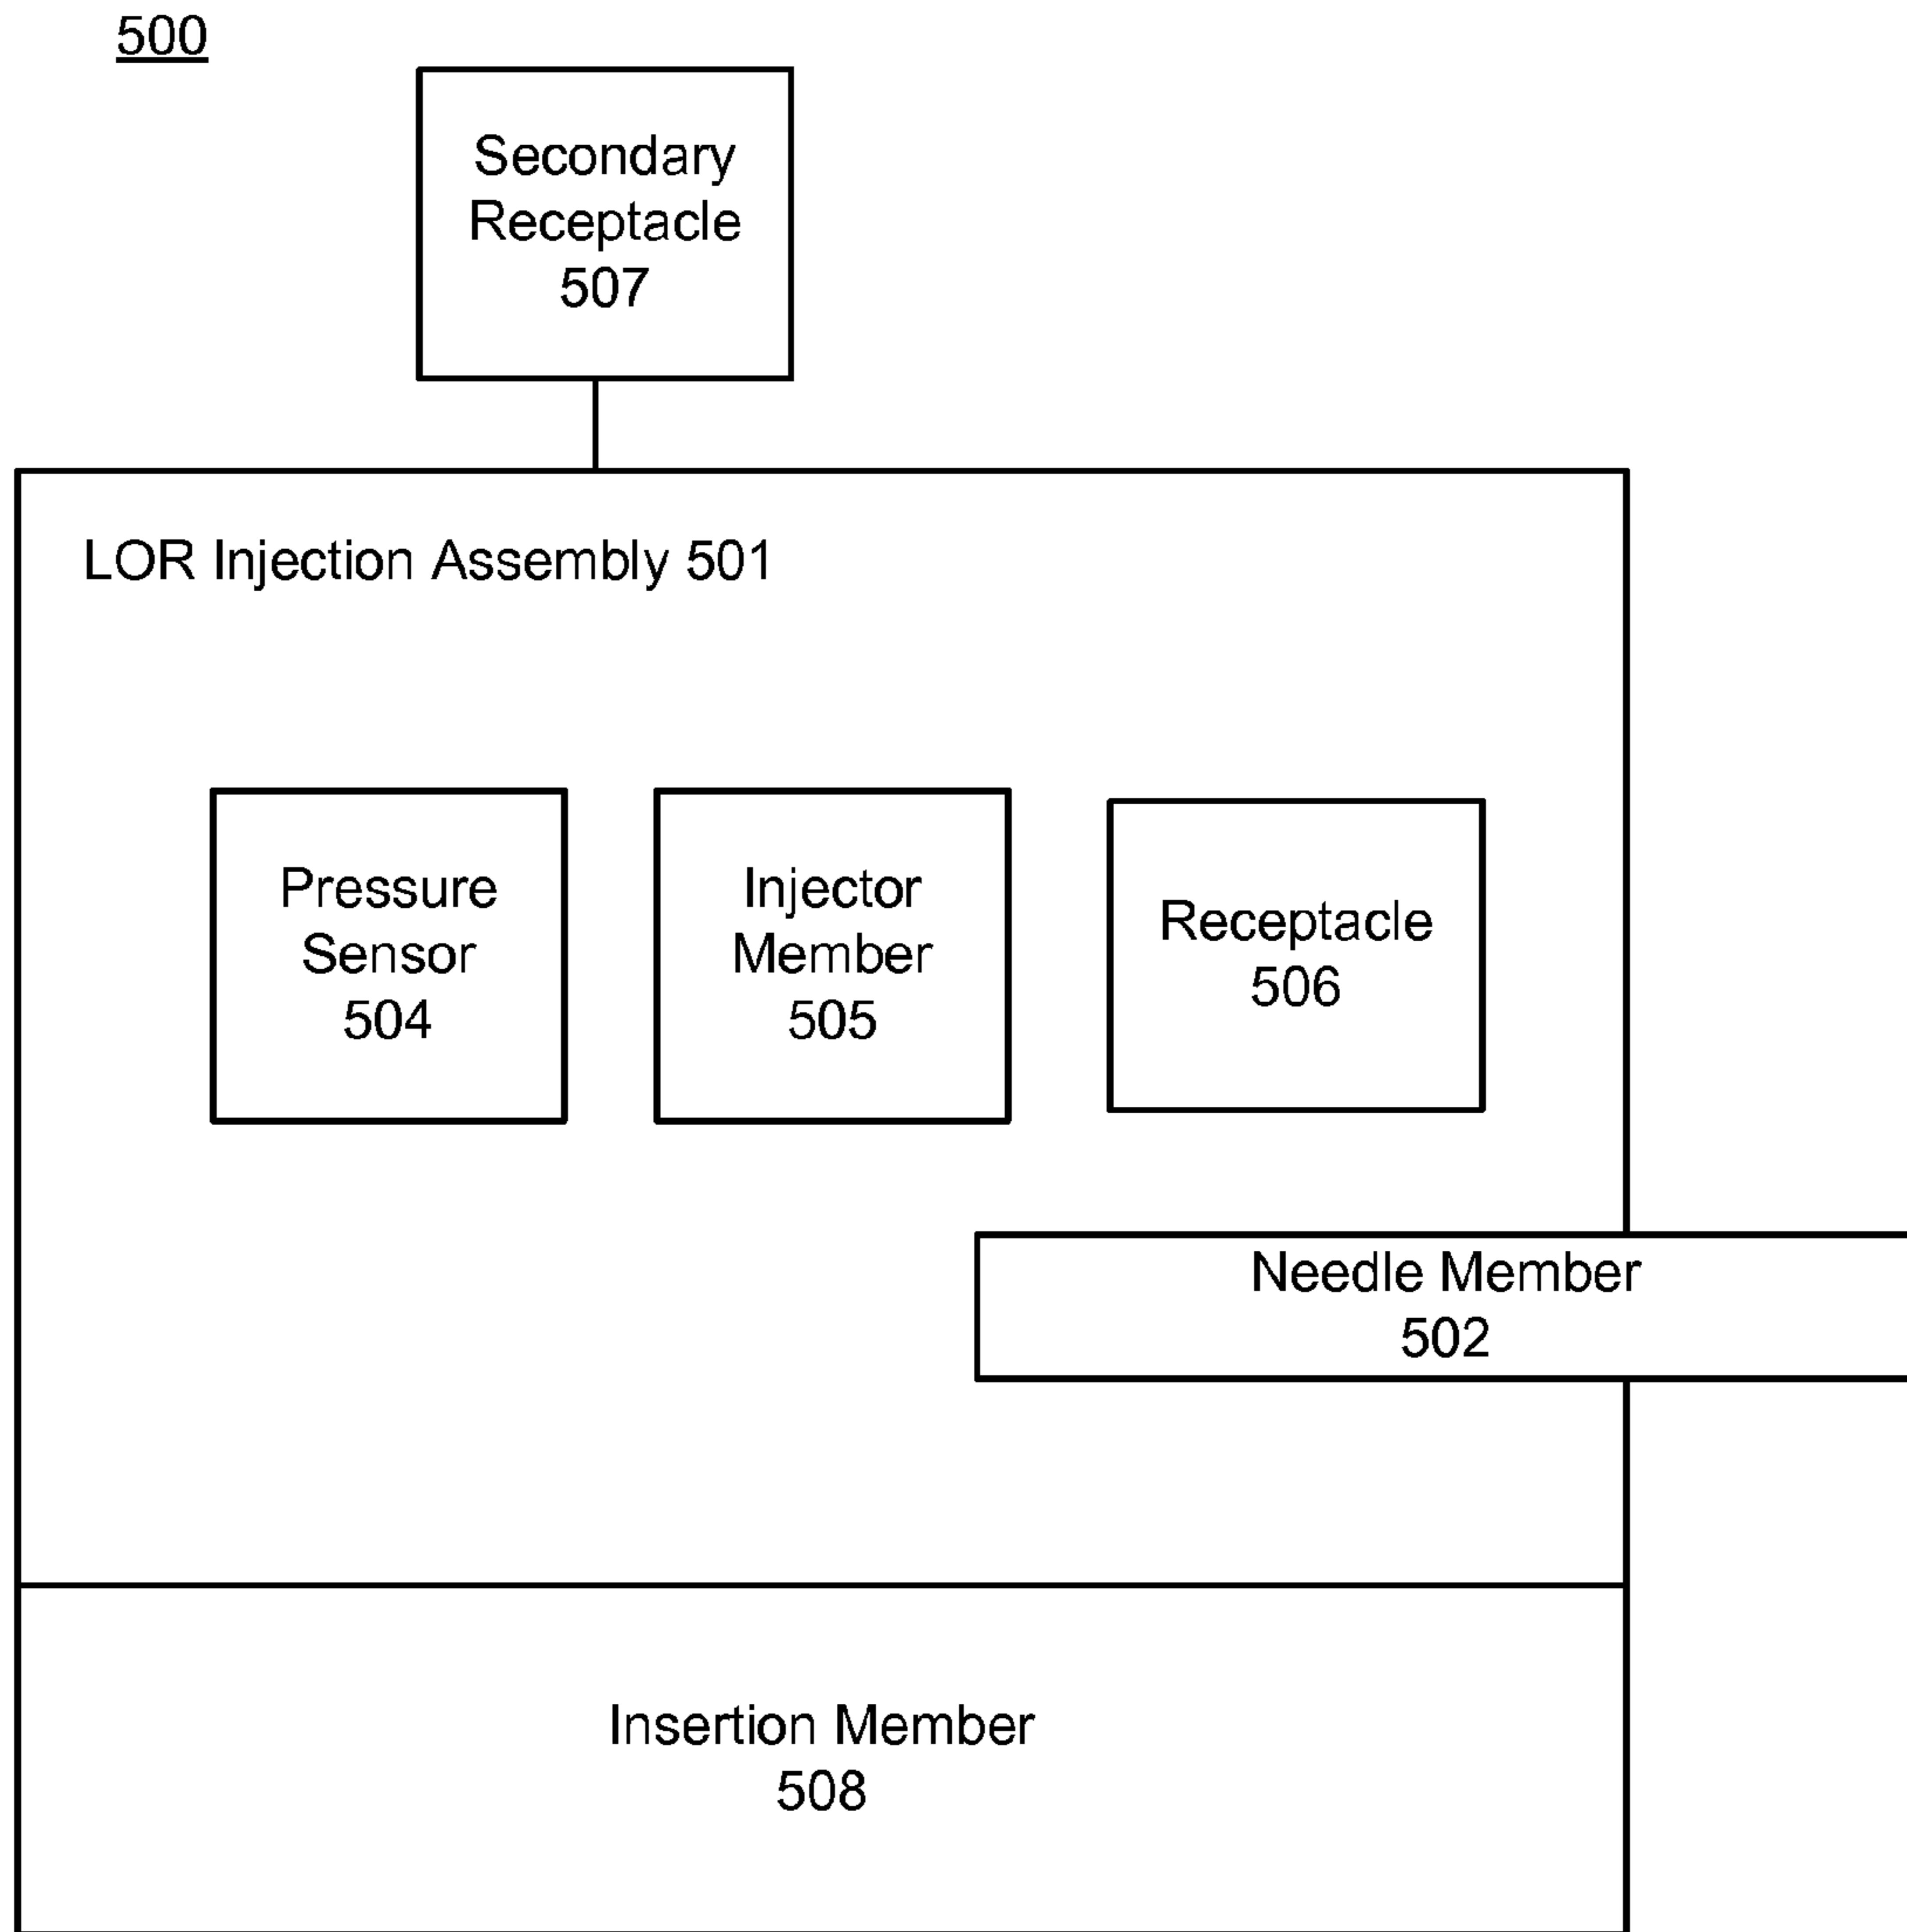 500
Secondary
Receptacle
507
LOR Injection Assembly 501
Pressure
Sensor
504
Injector
Member
505
Receptacle
506
Needle Member
502
Insertion Member
508